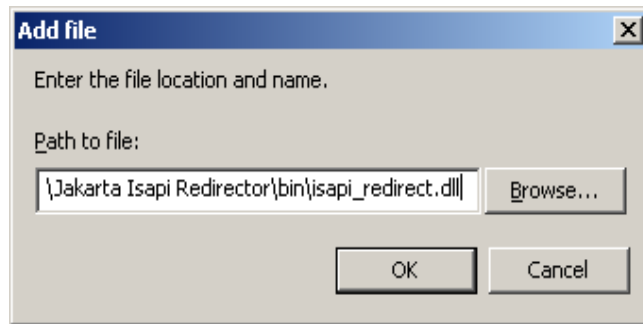 Add file
Enter the file location and name.
Path to file:
\Jakarta Isapi Redirector\bin\isapi_redirect.dll
Browse...
OK
Cancel